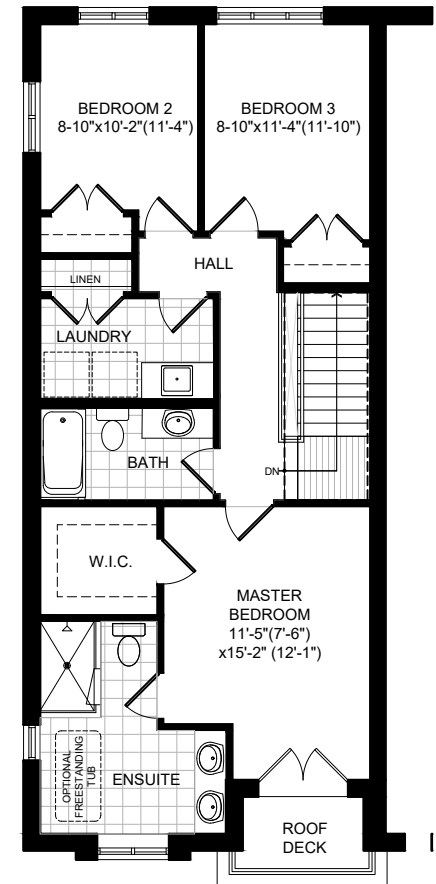 BEDROOM 2
8-10"x10'-2"(11'-4")
BEDROOM 3
8-10"x11'-4"(11'-10")
HALL
LINEN
LAUNDRY
BATH
DN
W.I.C.
MASTER
BEDROOM
11'-5"(7'-6")
x15'-2" (12'-1")
OPTIONAL
FREESTANDING
TUB
ENSUITE
ROOF
DECK